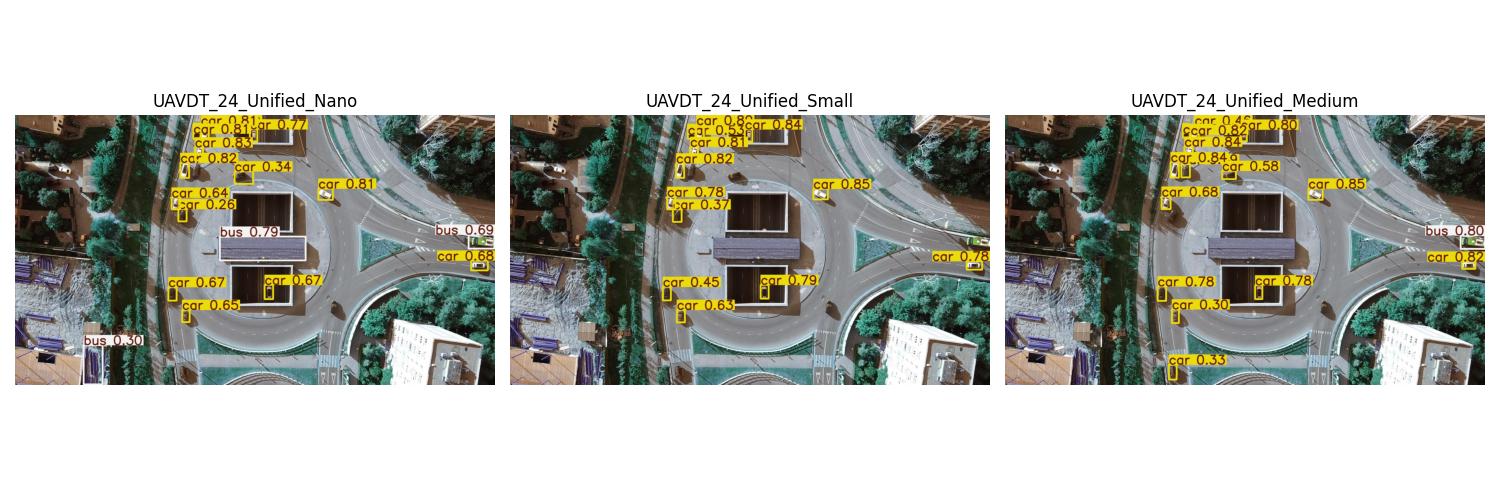 UAVDT_24_Unified_Nano
car 0.81
car 0.77
car 0.81
car 0.83
car 0.82
car 0.34
car 0.81
car 0.64
car 0.26
bus 0.79
bus 0.69
car 0.68
car 0.67
car 0.67
car 0.65
bus 0.30
UAVDT_24_Unified_Small
car 0.84
car 0.53
car 0.81
car 0.82
car 0.85
car 0.78
car 0.37
car 0.78
car 0.45
car 0.79
car 0.63
UAVDT_24_Unified_Medium
car 0.80
car 0.82
car 0.84
car 0.84
car 0.58
car 0.85
car 0.68
bus 0.80
car 0.82
car 0.78
car 0.78
car 0.30
car 0.33